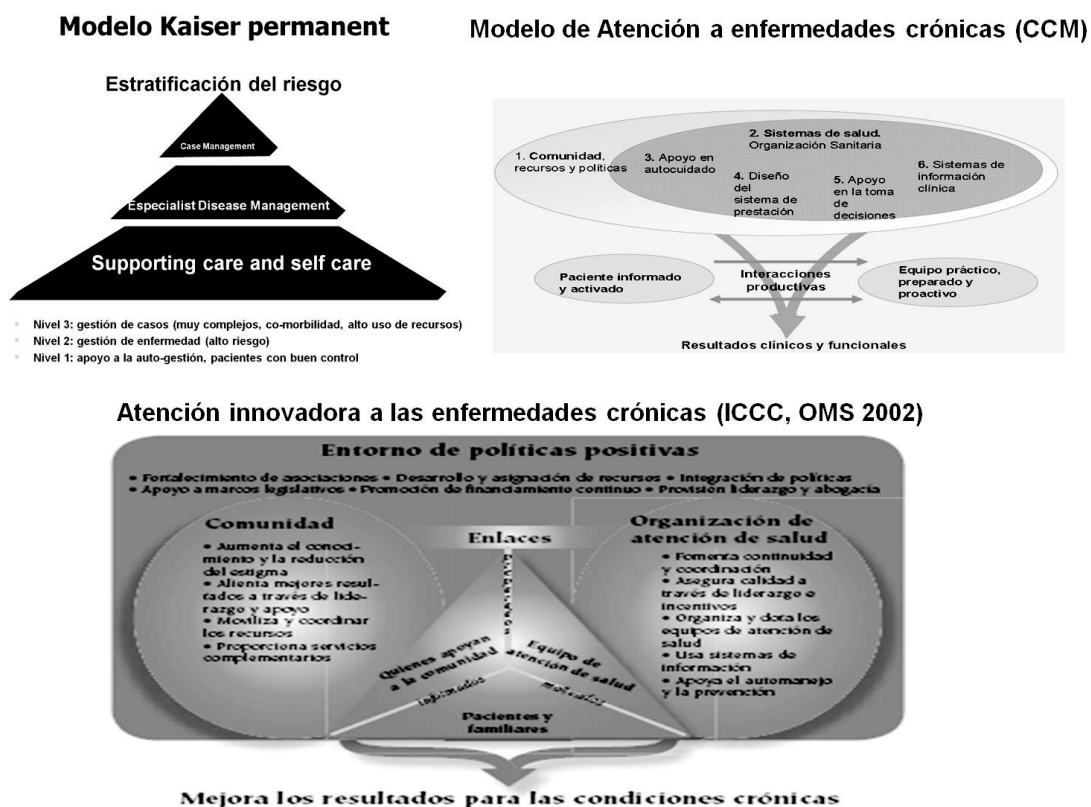 Modelo Kaiser permanent
Estratificación del riesgo
Case Management
Especialist Disease Management
Supporting care and self care
Nivel 3: gestión de casos (muy complejos, co-morbilidad, alto uso de recursos)
Nivel 2: gestión de enfermedad (alto riesgo)
Nivel 1: apoyo a la auto-gestión, pacientes con buen control
Modelo de Atención a enfermedades crónicas (CCM)
1. Comunidad,
recursos y políticas
2. Sistemas de salud.
Organización Sanitaria
3. Apoyo en
autocuidado
4. Diseño
del
sistema de
prestación
5. Apoyo
en la toma
de
decisiones
6. Sistemas de
información
clínica
Paciente informado
y activado
Interacciones
productivas
Equipo práctico,
preparado y
proactivo
Resultados clínicos y funcionales
Atención innovadora a las enfermedades crónicas (ICCC, OMS 2002)
Entorno de políticas positivas
• Fortalecimiento de asociaciones • Desarrollo y asignación de recursos • Integración de políticas
• Apoyo a marcos legislativos • Promoción de financiamiento continuo • Provisión liderazgo y abogacía
Comunidad
• Aumenta el conoci-
miento y la reducción
del estigma
• Alienta mejores resul-
tados a través de lide-
razgo y apoyo
• Moviliza y coordinar
los recursos
• Proporciona servicios
complementarios
Enlaces
preparados
Quienes apoyan
a la comunidad
Equipo de
atención de salud
informados
motivados
Pacientes y
familiares
Organización de
atención de salud
• Fomenta continuidad
y coordinación
• Asegura calidad a
través de liderazgo e
incentivos
• Organiza y dota los
equipos de atención de
salud
• Usa sistemas de
información
• Apoya el automanejo
y la prevención
Mejora los resultados para las condiciones crónicas